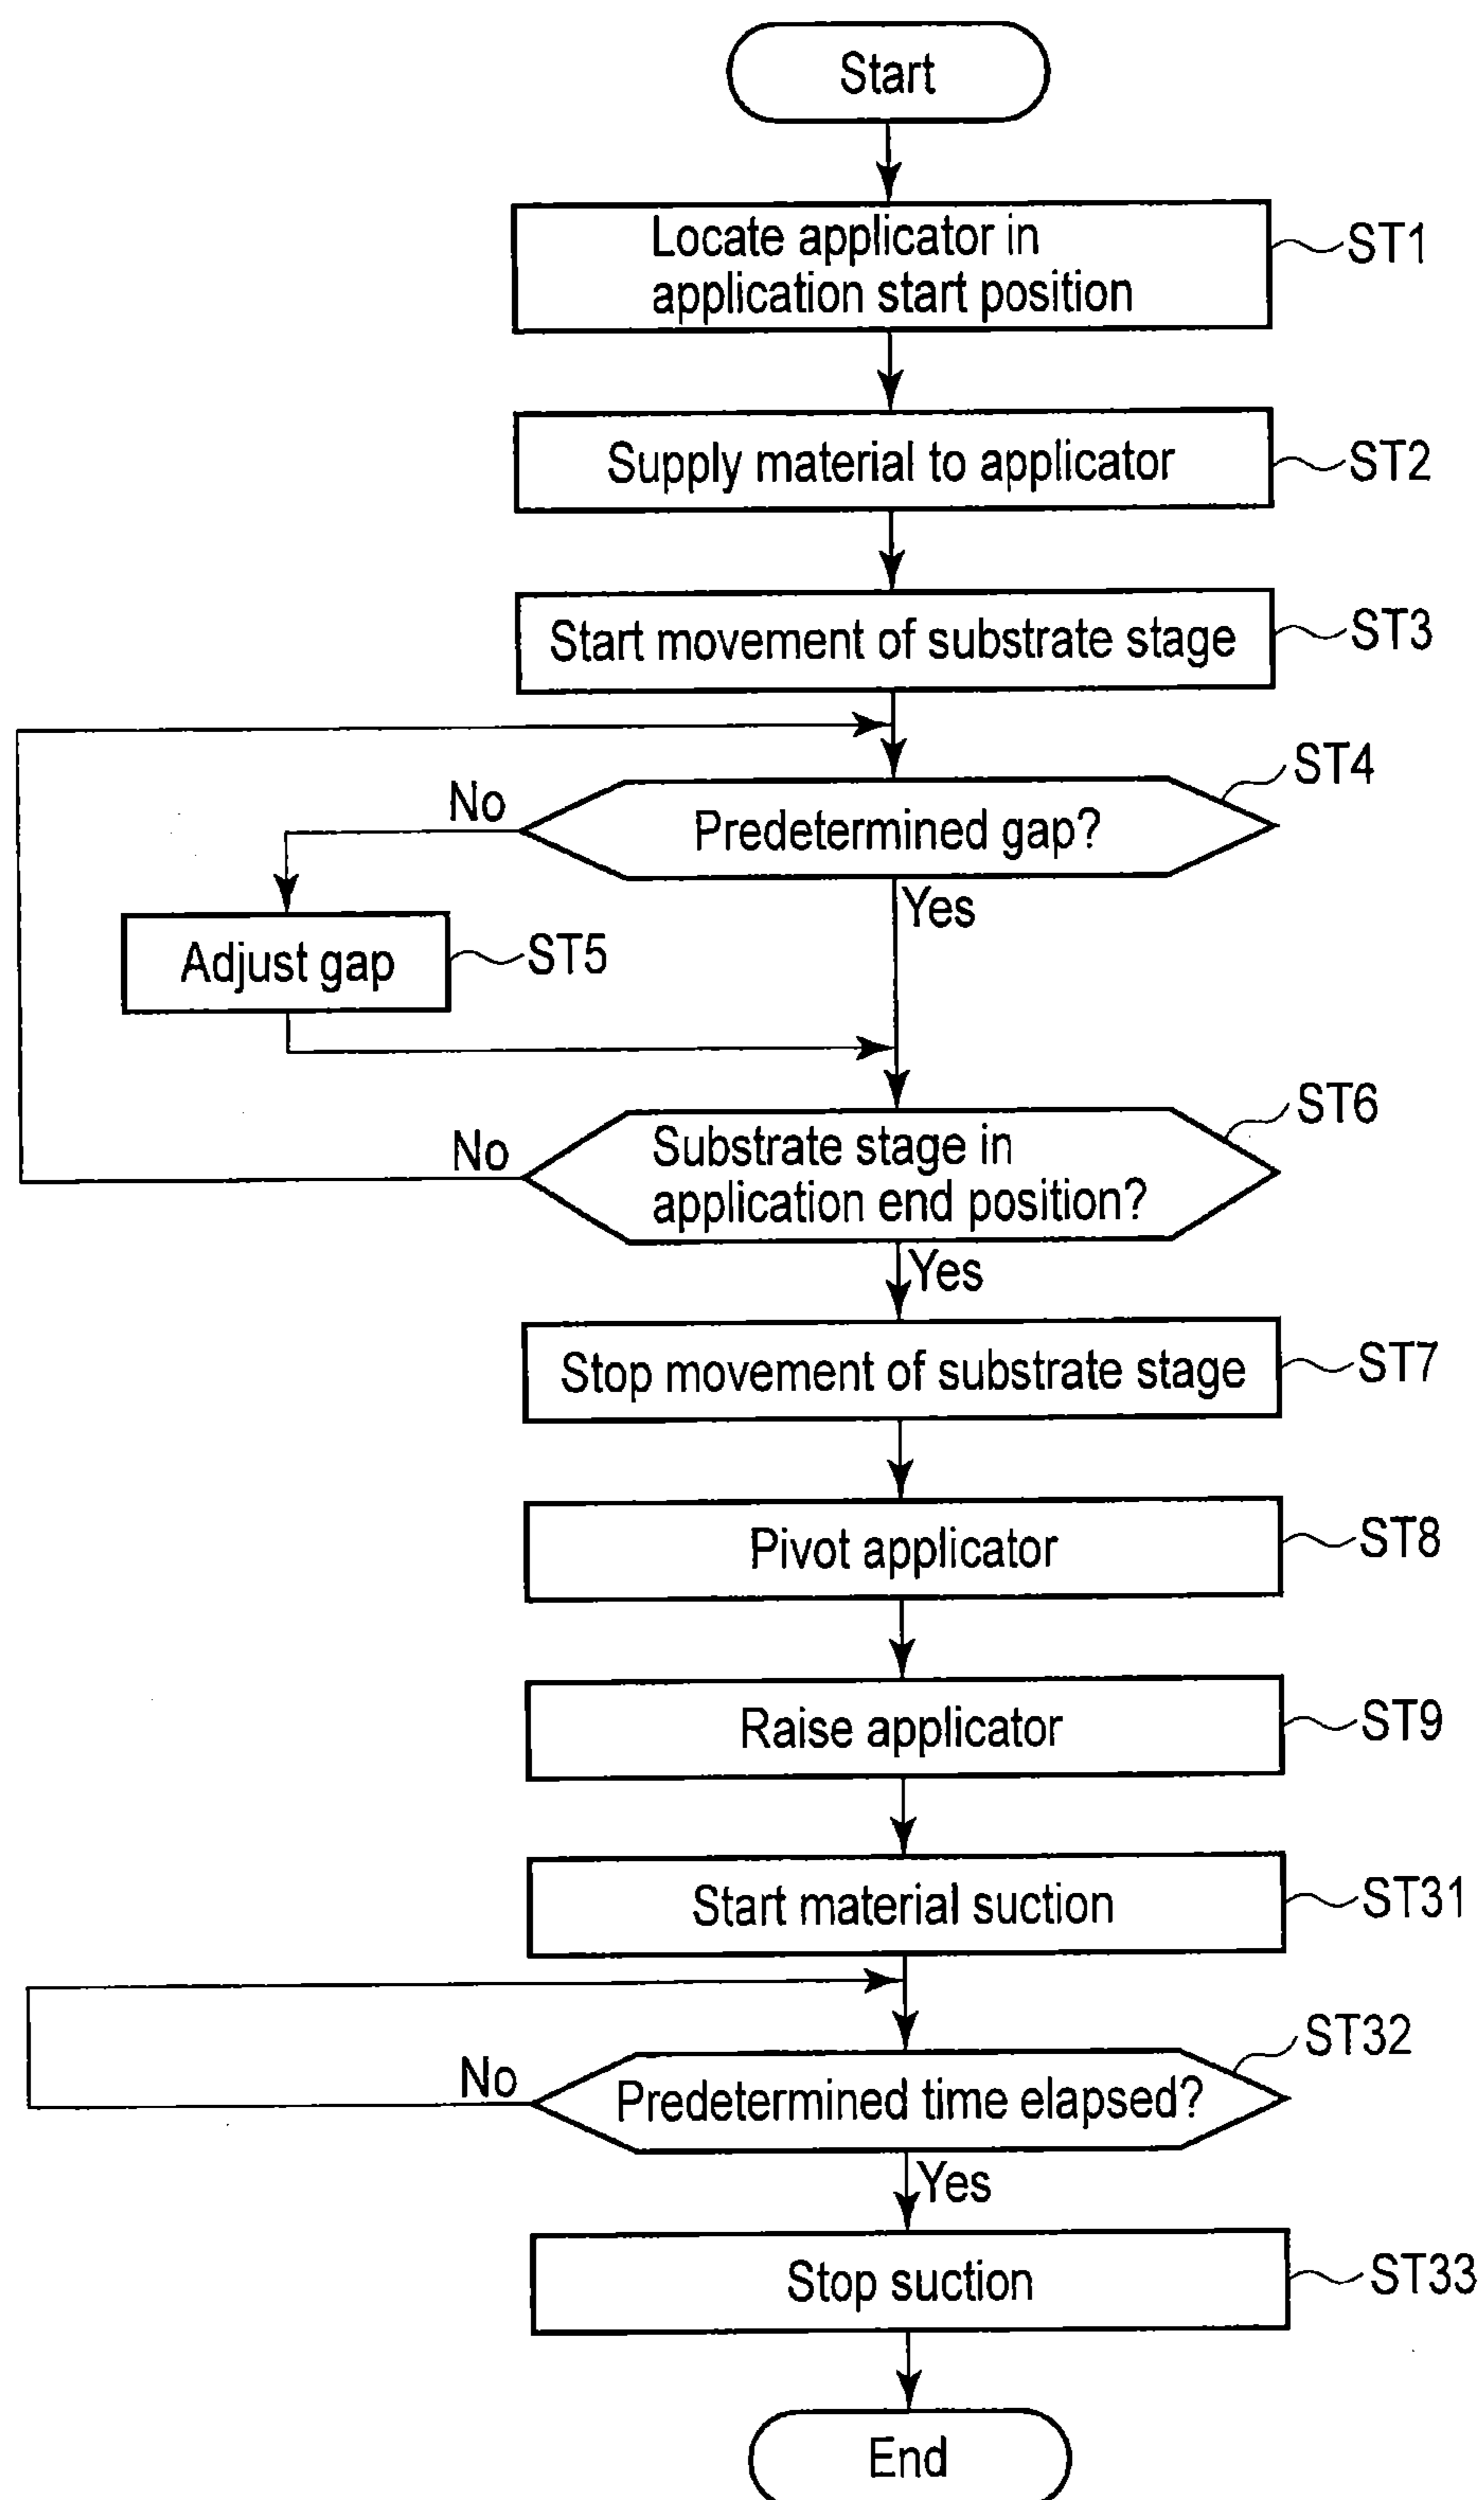 Start
Locate applicator in
application start position
ST1
Supply material to applicator
ST2
Start movement of substrate stage
ST3
ST4
No
Predetermined gap?
Yes
Adjust gap
ST5
ST6
No
Substrate stage in
application end position?
Yes
Stop movement of substrate stage
ST7
Pivot applicator
ST8
Raise applicator
ST9
Start material suction
ST31
ST32
No
Predetermined time elapsed?
Yes
Stop suction
ST33
End